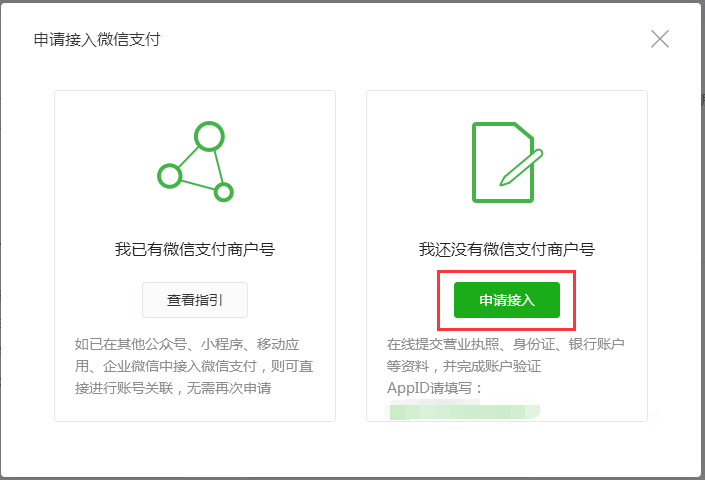 申请接入微信支付
我已有微信支付商户号
查看指引
如已在其他公众号、小程序、移动应
用、企业微信中接入微信支付，则可直
接进行账号关联，无需再次申请
我还没有微信支付商户号
申请接入
在线提交营业执照、身份证、银行账户
等资料，并完成账户验证
AppID请填写：